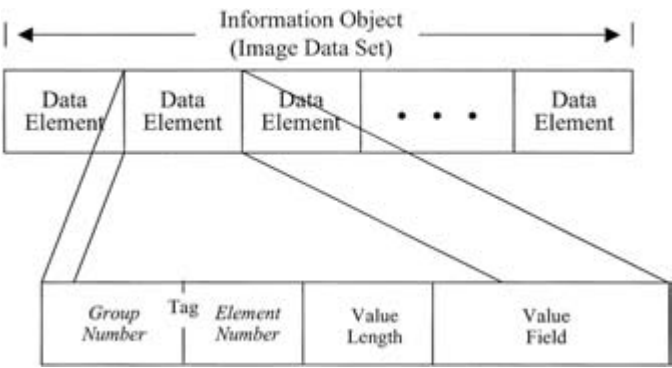 Information Object
(Image Data Set)
Data Element
Data Element
Data Element
• • •
Data Element
Group Number
Tag
Element Number
Value Length
Value Field